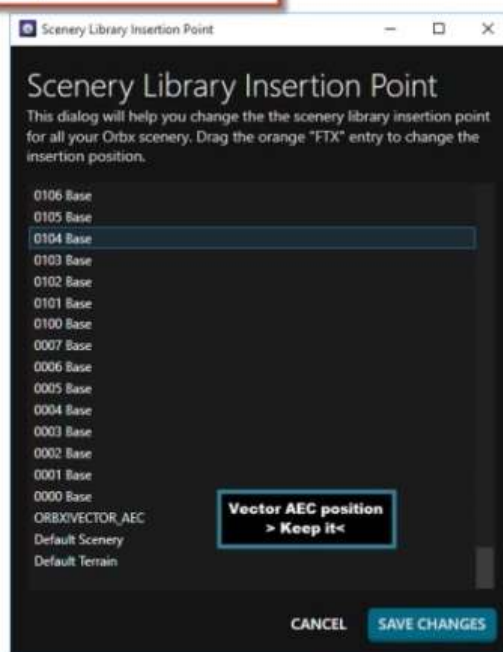 Scenery Library Insertion Point
Scenery Library Insertion Point
This dialog will help you change the the scenery library insertion point
for all your Orbx scenery. Drag the orange "FTX" entry to change the
insertion position.
0106 Base
0105 Base
0104 Base
0103 Base
0102 Base
0101 Base
0100 Base
0007 Base
0006 Base
0005 Base
0004 Base
0003 Base
0002 Base
0001 Base
0000 Base
ORBX!VECTOR_AEC
Default Scenery
Default Terrain
Vector AEC position
> Keep it<
CANCEL
SAVE CHANGES